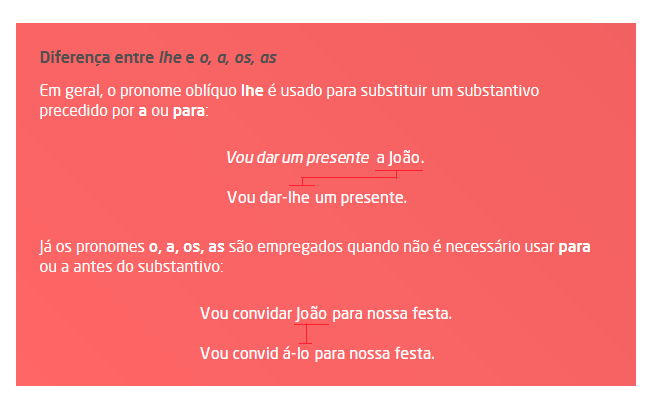 Diferença entre lhe e o, a, os, as
Em geral, o pronome oblíquo lhe é usado para substituir um substantivo
precedido por a ou para:
Vou dar um presente a João.
Vou dar-lhe um presente.
Já os pronomes o, a, os, as são empregados quando não é necessário usar para
ou a antes do substantivo:
Vou convidar João para nossa festa.
Vou convid á-lo para nossa festa.